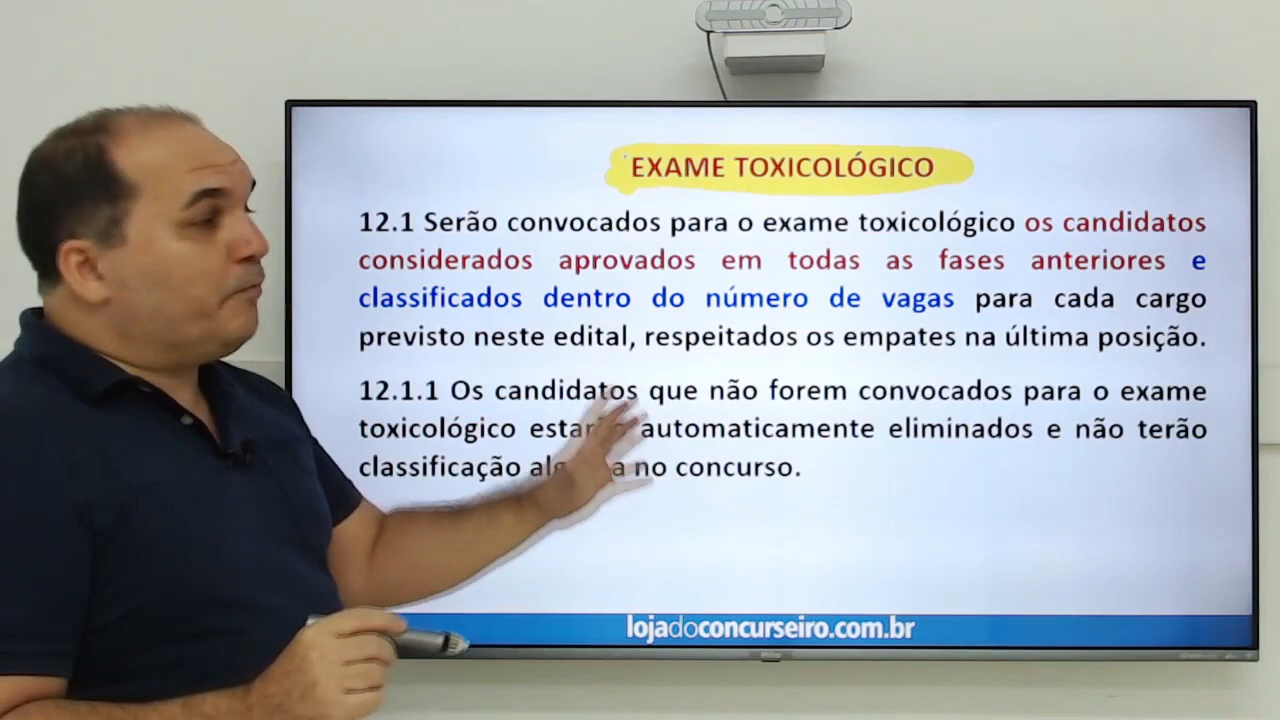 EXAME TOXICOLÓGICO
12.1 Serão convocados para o exame toxicológico os candidatos
considerados aprovados em todas as fases anteriores e
classificados dentro do número de vagas para cada cargo
previsto neste edital, respeitados os empates na última posição.
12.1.1 Os candidatos que não forem convocados para o exame
toxicológico automaticamente eliminados e não terão
classificação no concurso.
lojadoconcurseiro.com.br